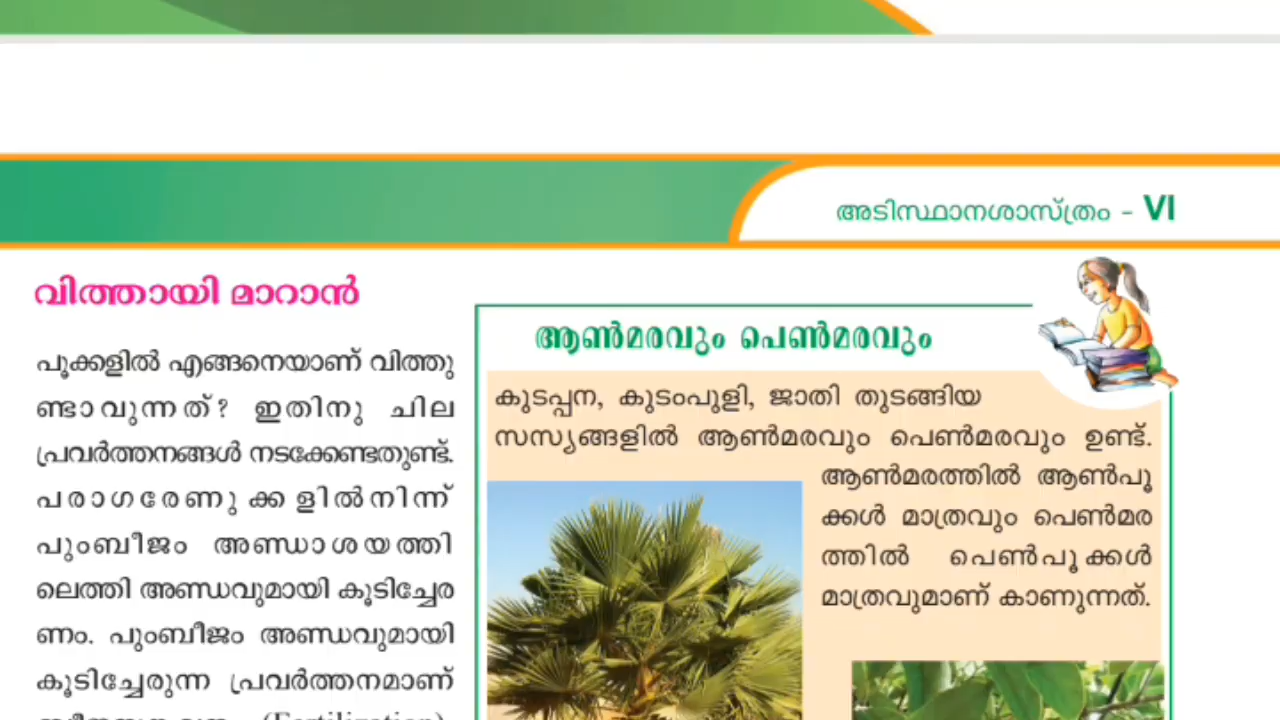 അടിസ്ഥാനശാസ്ത്രം - VI
വിത്തായി മാറാൻ
പൂക്കളിൽ എങ്ങനെയാണ് വിത്തു
ണ്ടാവുന്നത്? ഇതിനു ചില
പ്രവർത്തനങ്ങൾ നടക്കേണ്ടതുണ്ട്.
പരാഗരേണുക്കളിൽനിന്ന്
പുംബീജം അണ്ഡാശയത്തി
ലെത്തി അണ്ഡവുമായി കൂടിച്ചേര
ണം. പുംബീജം അണ്ഡവുമായി
കൂടിച്ചേരുന്ന പ്രവർത്തനമാണ്
(Fertilization).
ആൺമരവും പെൺമരവും
കുടപ്പന, കുടംപുളി, ജാതി തുടങ്ങിയ
സസ്യങ്ങളിൽ ആൺമരവും പെൺമരവും ഉണ്ട്.
ആൺമരത്തിൽ ആൺപൂ
ക്കൾ മാത്രവും പെൺമര
ത്തിൽ പെൺപൂക്കൾ
മാത്രവുമാണ് കാണുന്നത്.